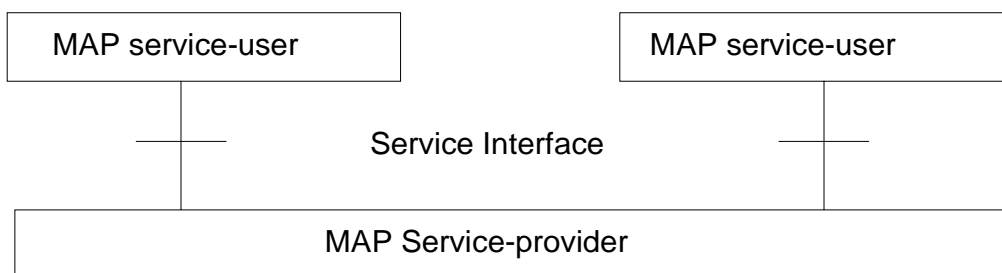 MAP service-user
MAP service-user
Service Interface
MAP Service-provider